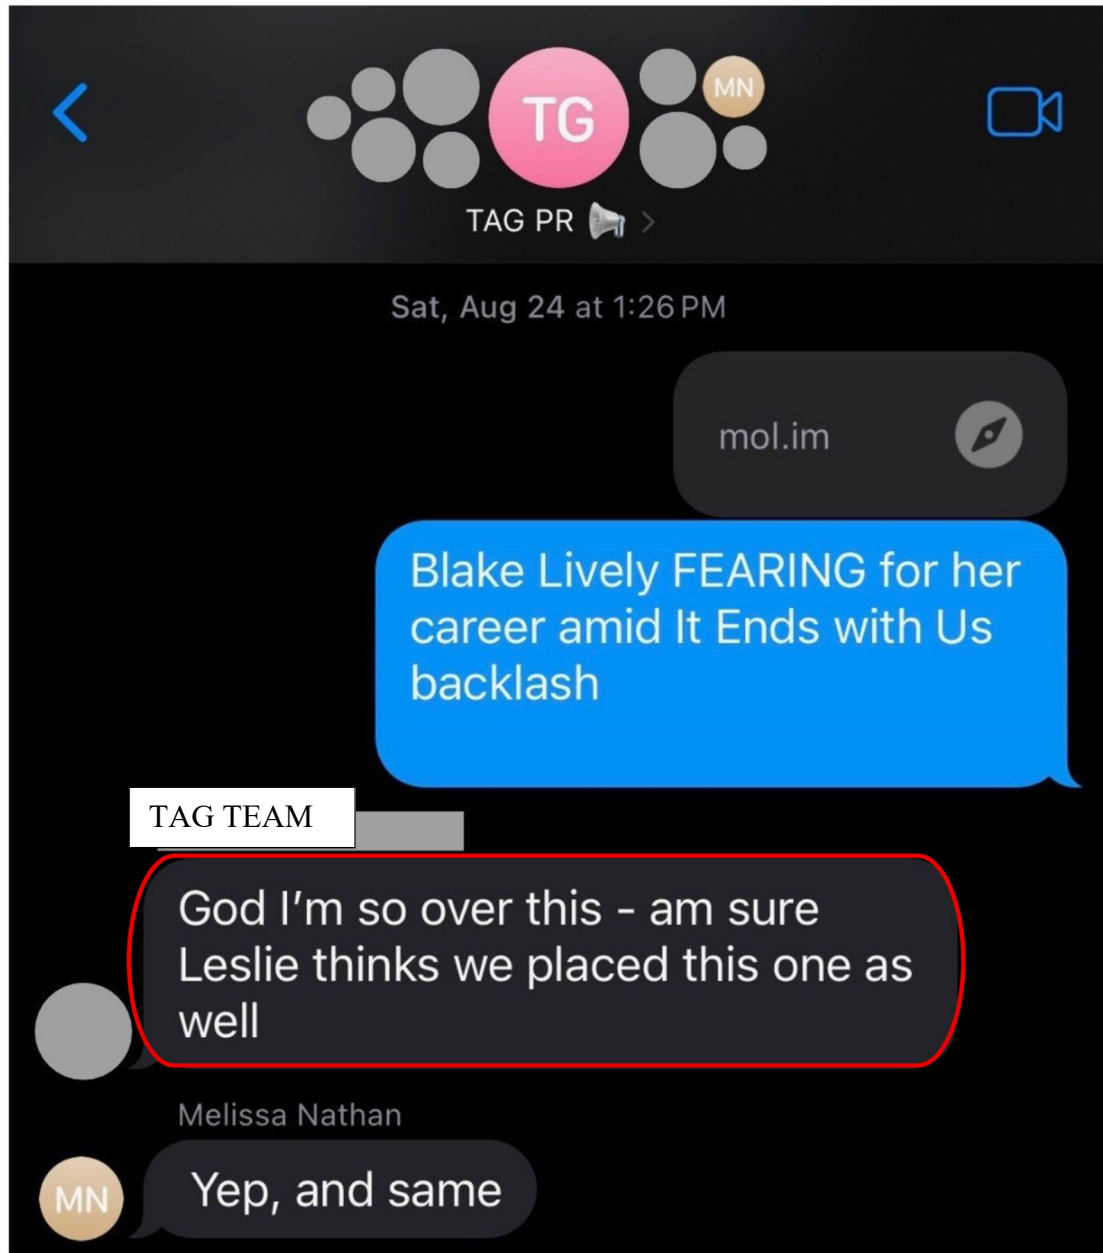 TG
MN
TAG PR 📢 >
Sat, Aug 24 at 1:26 PM
mol.im
Blake Lively FEARING for her
career amid It Ends with Us
backlash
TAG TEAM
God I’m so over this - am sure
Leslie thinks we placed this one as
well
Melissa Nathan
MN
Yep, and same